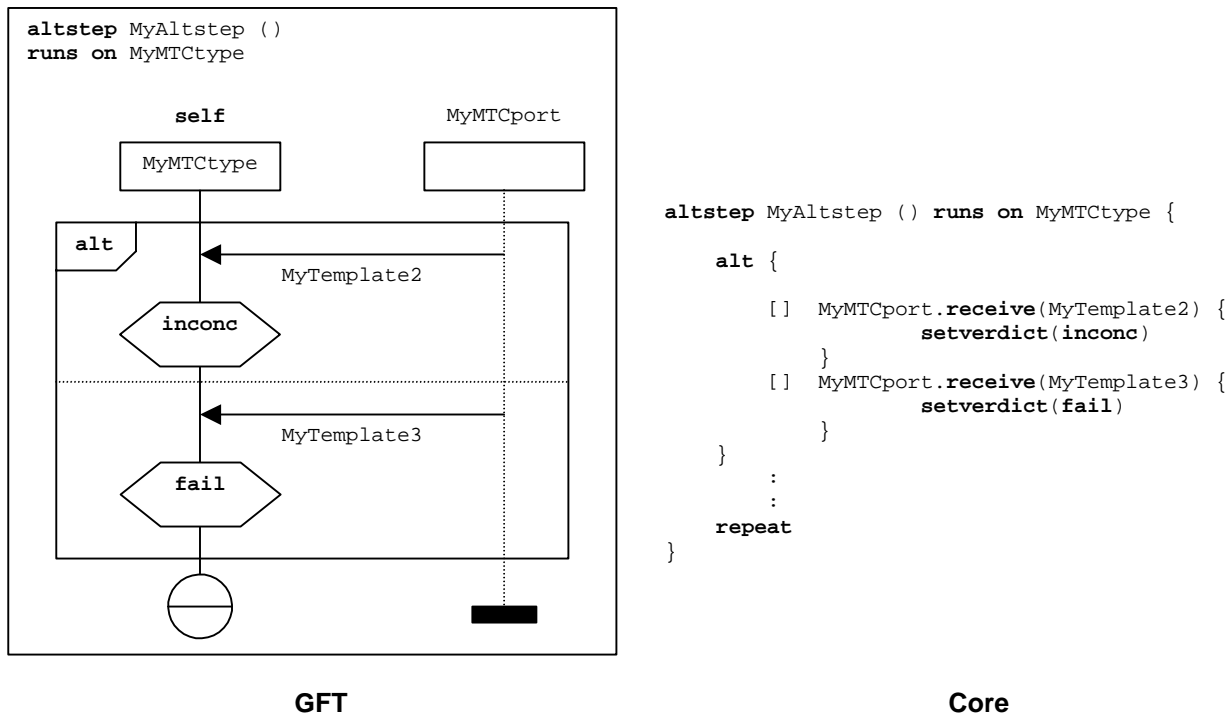 altstep MyAltstep ()
runs on MyMTCtype
self
MyMTCport
MyMTCtype
alt
MyTemplate2
inconc
MyTemplate3
fail
GFT
altstep MyAltstep () runs on MyMTCtype {
alt {
[] MyMTCport.receive(MyTemplate2) {
setverdict(inconc)
}
[] MyMTCport.receive(MyTemplate3) {
setverdict(fail)
}
}
:
:
repeat
}
Core